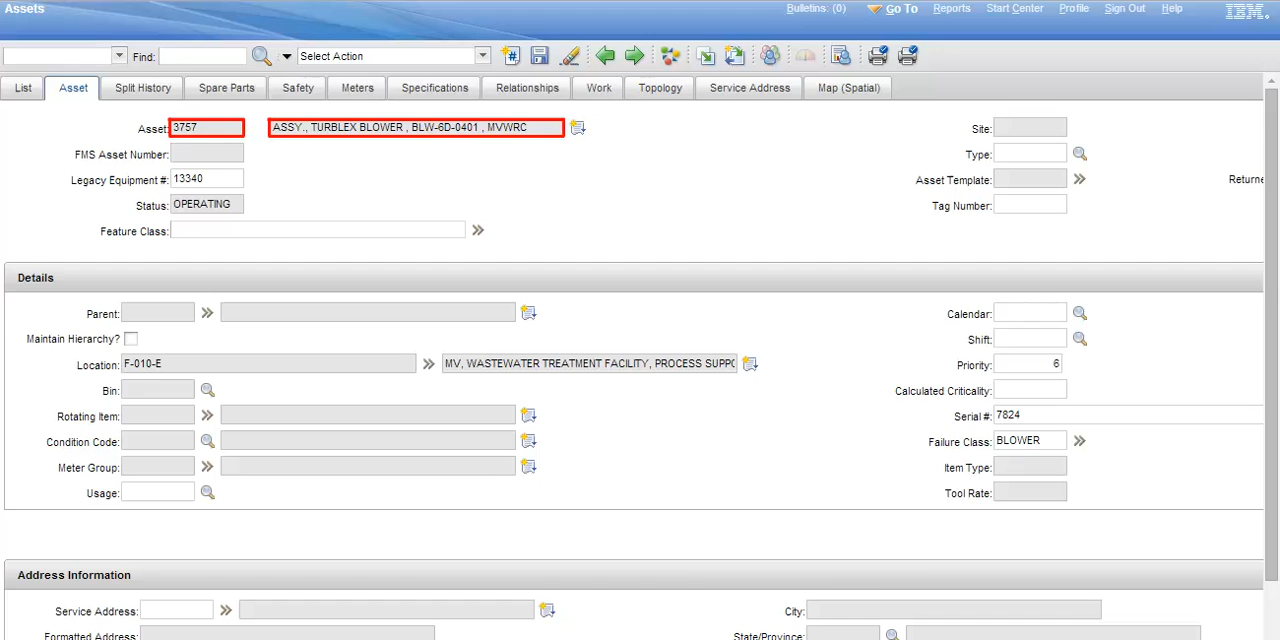 Assets Bulletins: (0) Go To Reports Start Center Profile Sign Out Help IBM.
Find: Select Action
List Asset Split History Spare Parts Safety Meters Specifications Relationships Work Topology Service Address Map (Spatial)
Asset: 3757 ASSY., TURBLEX BLOWER , BLW-6D-0401 , MVWRC Site:
FMS Asset Number: Type:
Legacy Equipment #: 13340 Asset Template: Returne
Status: OPERATING Tag Number:
Feature Class:
Details
Parent: Calendar:
Maintain Hierarchy? Shift:
Location: F-010-E MV, WASTEWATER TREATMENT FACILITY, PROCESS SUPPO Priority: 6
Bin: Calculated Criticality:
Rotating Item: Serial #: 7824
Condition Code: Failure Class: BLOWER
Meter Group: Item Type:
Usage: Tool Rate:
Address Information
Service Address: City:
Formatted Address: State/Province: